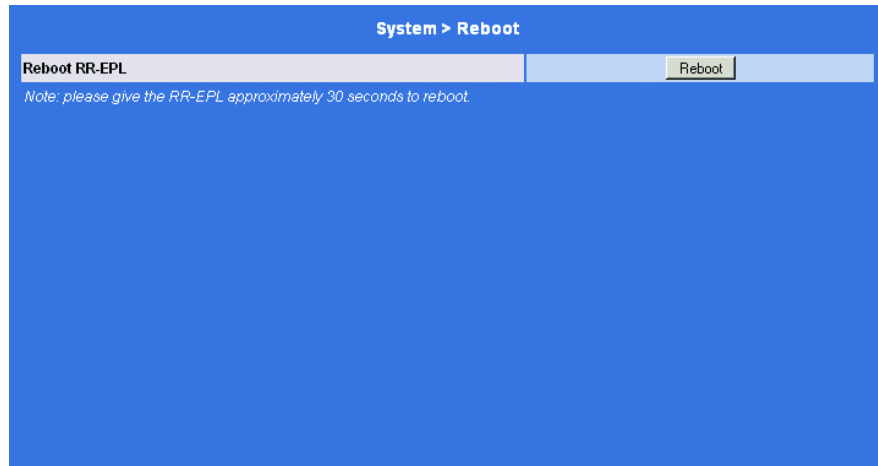 System > Reboot
Reboot RR-EPL
Reboot
Note: please give the RR-EPL approximately 30 seconds to reboot.